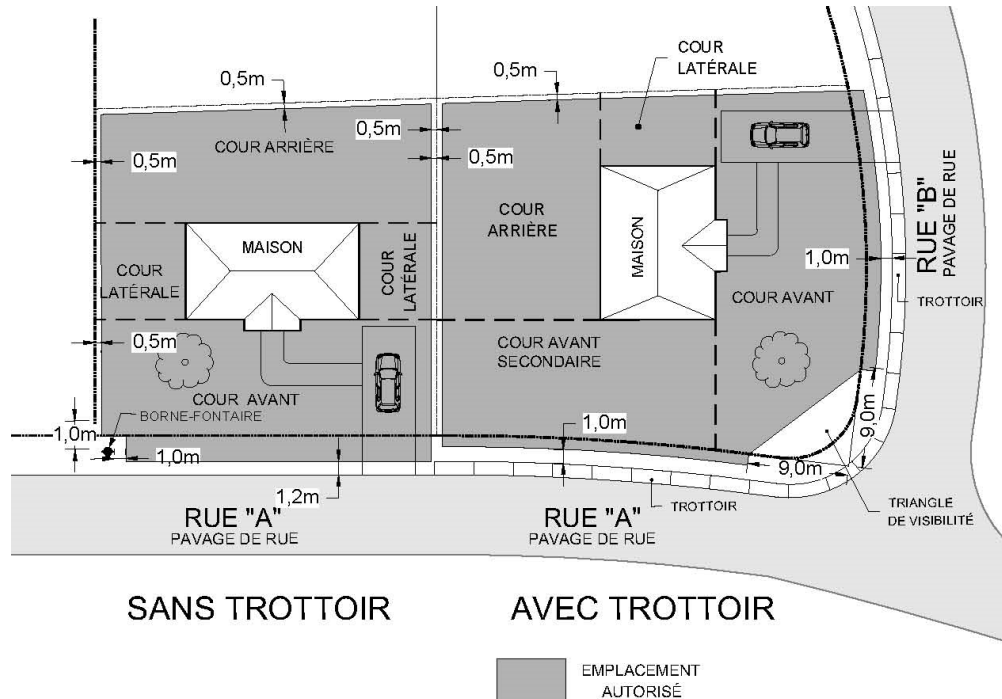 0,5m
0,5m
COUR
LATÉRALE
COUR ARRIÈRE
0,5m
0,5m
0,5m
COUR
ARRIÈRE
MAISON
MAISON
COUR
LATÉRALE
COUR
LATÉRALE
RUE "B"
PAVAGE DE RUE
1,0m
TROTTOIR
COUR AVANT
0,5m
COUR AVANT
SECONDAIRE
COUR AVANT
BORNE-FONTAIRE
1,0m
1,0m
1,0m
9,0m
9,0m
1,2m
TROTTOIR
TRIANGLE
DE VISIBILITÉ
RUE "A"
PAVAGE DE RUE
RUE "A"
PAVAGE DE RUE
SANS TROTTOIR
AVEC TROTTOIR
EMPLACEMENT
AUTORISÉ